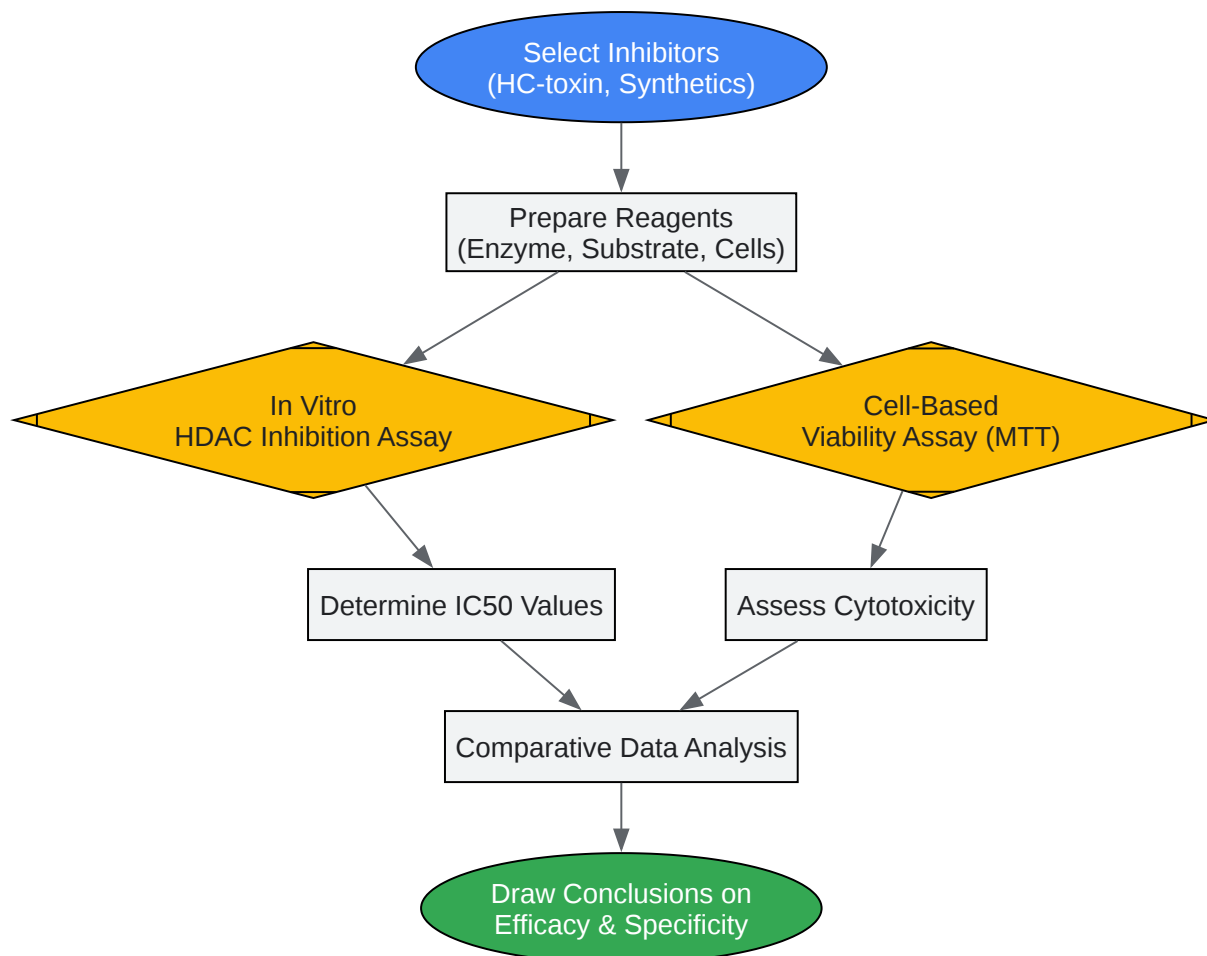 Select Inhibitors
(HC-toxin, Synthetics)
Prepare Reagents
(Enzyme, Substrate, Cells)
In Vitro
HDAC Inhibition Assay
Cell-Based
Viability Assay (MTT)
Determine IC50 Values
Assess Cytotoxicity
Comparative Data Analysis
Draw Conclusions on
Efficacy & Specificity